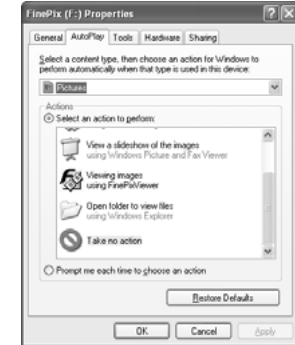 FinePix (F:) Properties
General AutoPlay Tools Hardware Sharing
Select a content type, then choose an action for Windows to
perform automatically when that type is used in this device:
Pictures
Actions
Select an action to perform:
View a slideshow of the images
using Windows Picture and Fax Viewer
Viewing images
using FinePixViewer
Open folder to view files
using Windows Explorer
Take no action
Prompt me each time to choose an action
Restore Defaults
OK Cancel Apply